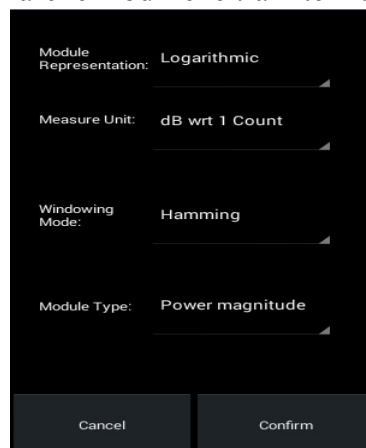 Module
Representation: Logarithmic
Measure Unit: dB wrt 1 Count
Windowing
Mode: Hamming
Module Type: Power magnitude
Cancel Confirm